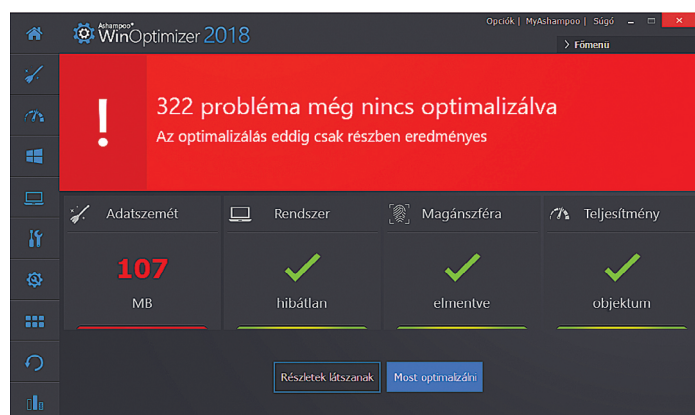 Ashampoo®
WinOptimizer 2018
Opciók | MyAshampoo | Súgó
> Főmenü
!
322 probléma még nincs optimalizálva
Az optimalizálás eddig csak részben eredményes
Adatszemét
Rendszer
Magánszféra
Teljesítmény
107
MB
hibátlan
elmentve
objektum
Részletek látszanak
Most optimalizálni